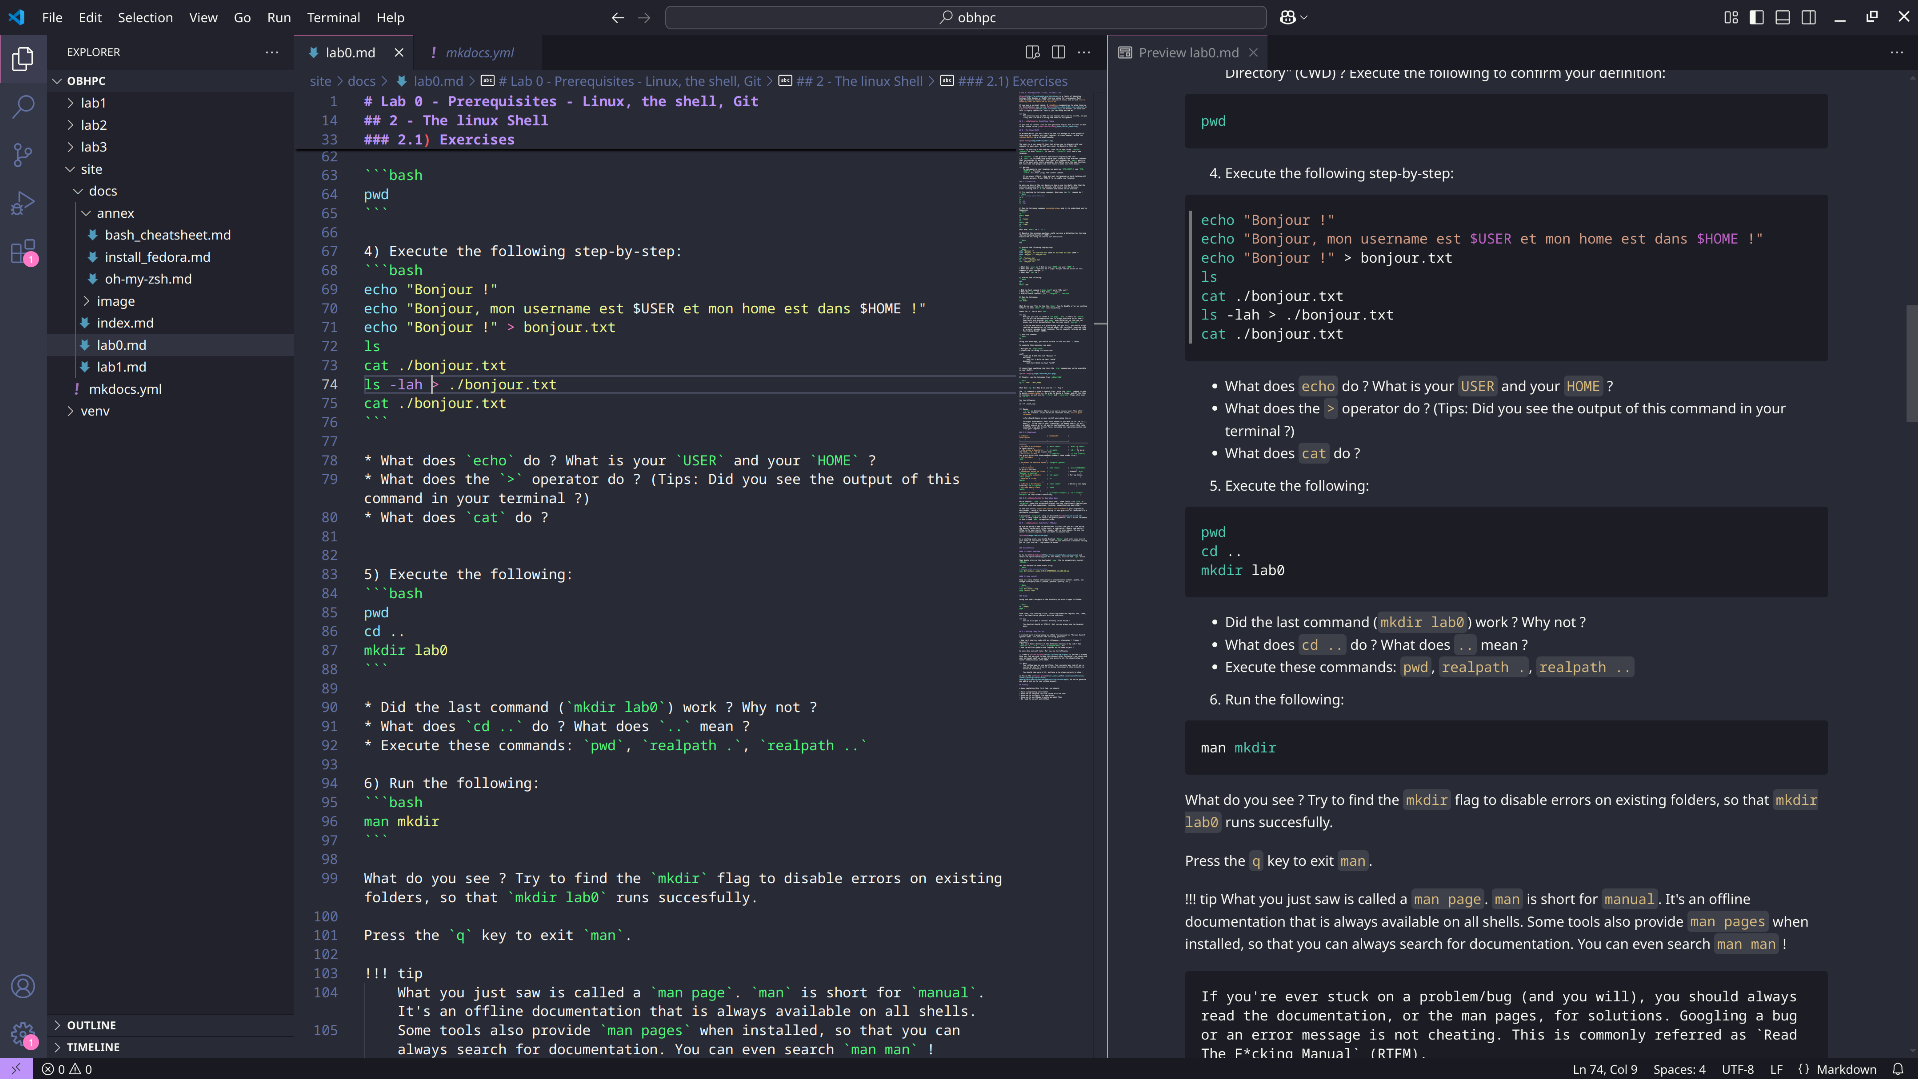 File Edit Selection View Go Run Terminal Help
obhpc
EXPLORER
OBHPC
lab1
lab2
lab3
site
docs
annex
bash_cheatsheet.md
install_fedora.md
oh-my-zsh.md
image
index.md
lab0.md
lab1.md
! mkdocs.yml
venv
OUTLINE
TIMELINE
1
1
lab0.md
! mkdocs.yml
site > docs > lab0.md > # Lab 0 - Prerequisites - Linux, the shell, Git > ## 2 - The linux Shell > ### 2.1) Exercises
1 # Lab 0 - Prerequisites - Linux, the shell, Git
14 ## 2 - The linux Shell
33 ### 2.1) Exercises
62
63 ```bash
64 pwd
65 ```
66
67 4) Execute the following step-by-step:
68 ```bash
69 echo "Bonjour !"
70 echo "Bonjour, mon username est $USER et mon home est dans $HOME !"
71 echo "Bonjour !" > bonjour.txt
72 ls
73 cat ./bonjour.txt
74 ls -lah > ./bonjour.txt
75 cat ./bonjour.txt
76 ```
77
78 * What does `echo` do ? What is your `USER` and your `HOME` ?
79 * What does the `>` operator do ? (Tips: Did you see the output of this
command in your terminal ?)
80 * What does `cat` do ?
81
82
83 5) Execute the following:
84 ```bash
85 pwd
86 cd ..
87 mkdir lab0
88 ```
89
90 * Did the last command (`mkdir lab0`) work ? Why not ?
91 * What does `cd ..` do ? What does `..` mean ?
92 * Execute these commands: `pwd`, `realpath .`, `realpath ..`
93
94 6) Run the following:
95 ```bash
96 man mkdir
97 ```
98
99 What do you see ? Try to find the `mkdir` flag to disable errors on existing
folders, so that `mkdir lab0` runs succesfully.
100
101 Press the `q` key to exit `man`.
102
103 !!! tip
104 What you just saw is called a `man page`. `man` is short for `manual`.
It's an offline documentation that is always available on all shells.
105 Some tools also provide `man pages` when installed, so that you can
always search for documentation. You can even search `man man` !
Preview lab0.md
Directory" (CWD) ? Execute the following to confirm your definition:
pwd
4. Execute the following step-by-step:
echo "Bonjour !"
echo "Bonjour, mon username est $USER et mon home est dans $HOME !"
echo "Bonjour !" > bonjour.txt
ls
cat ./bonjour.txt
ls -lah > ./bonjour.txt
cat ./bonjour.txt
• What does echo do ? What is your USER and your HOME ?
• What does the > operator do ? (Tips: Did you see the output of this command in your
terminal ?)
• What does cat do ?
5. Execute the following:
pwd
cd ..
mkdir lab0
• Did the last command (mkdir lab0) work ? Why not ?
• What does cd .. do ? What does .. mean ?
• Execute these commands: pwd, realpath ., realpath ..
6. Run the following:
man mkdir
What do you see ? Try to find the mkdir flag to disable errors on existing folders, so that mkdir
lab0 runs succesfully.
Press the q key to exit man.
!!! tip What you just saw is called a man page. man is short for manual. It's an offline
documentation that is always available on all shells. Some tools also provide man pages when
installed, so that you can always search for documentation. You can even search man man !
If you're ever stuck on a problem/bug (and you will), you should always
read the documentation, or the man pages, for solutions. Googling a bug
or an error message is not cheating. This is commonly referred as `Read
The F*cking Manual` (RTFM).
0 0
Ln 74, Col 9 Spaces: 4 UTF-8 LF {} Markdown